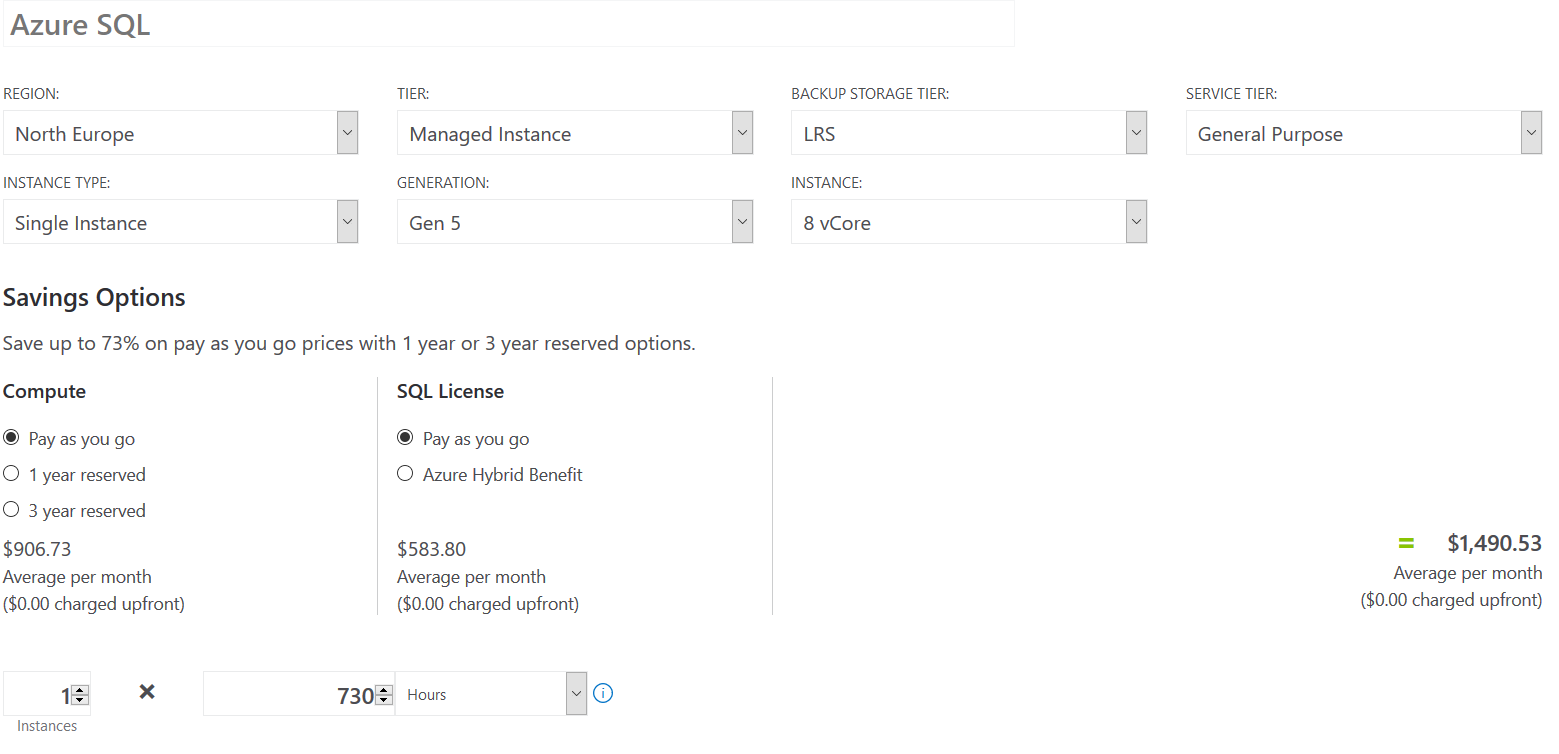 Azure SQL
REGION:
TIER:
BACKUP STORAGE TIER:
SERVICE TIER:
North Europe
Managed Instance
LRS
General Purpose
INSTANCE TYPE:
GENERATION:
INSTANCE:
Single Instance
Gen 5
8 vCore
Savings Options
Save up to 73% on pay as you go prices with 1 year or 3 year reserved options.
Compute
Pay as you go
1 year reserved
3 year reserved
$906.73
Average per month
($0.00 charged upfront)
SQL License
Pay as you go
Azure Hybrid Benefit
$583.80
Average per month
($0.00 charged upfront)
= $1,490.53
Average per month
($0.00 charged upfront)
1
Instances
730
Hours